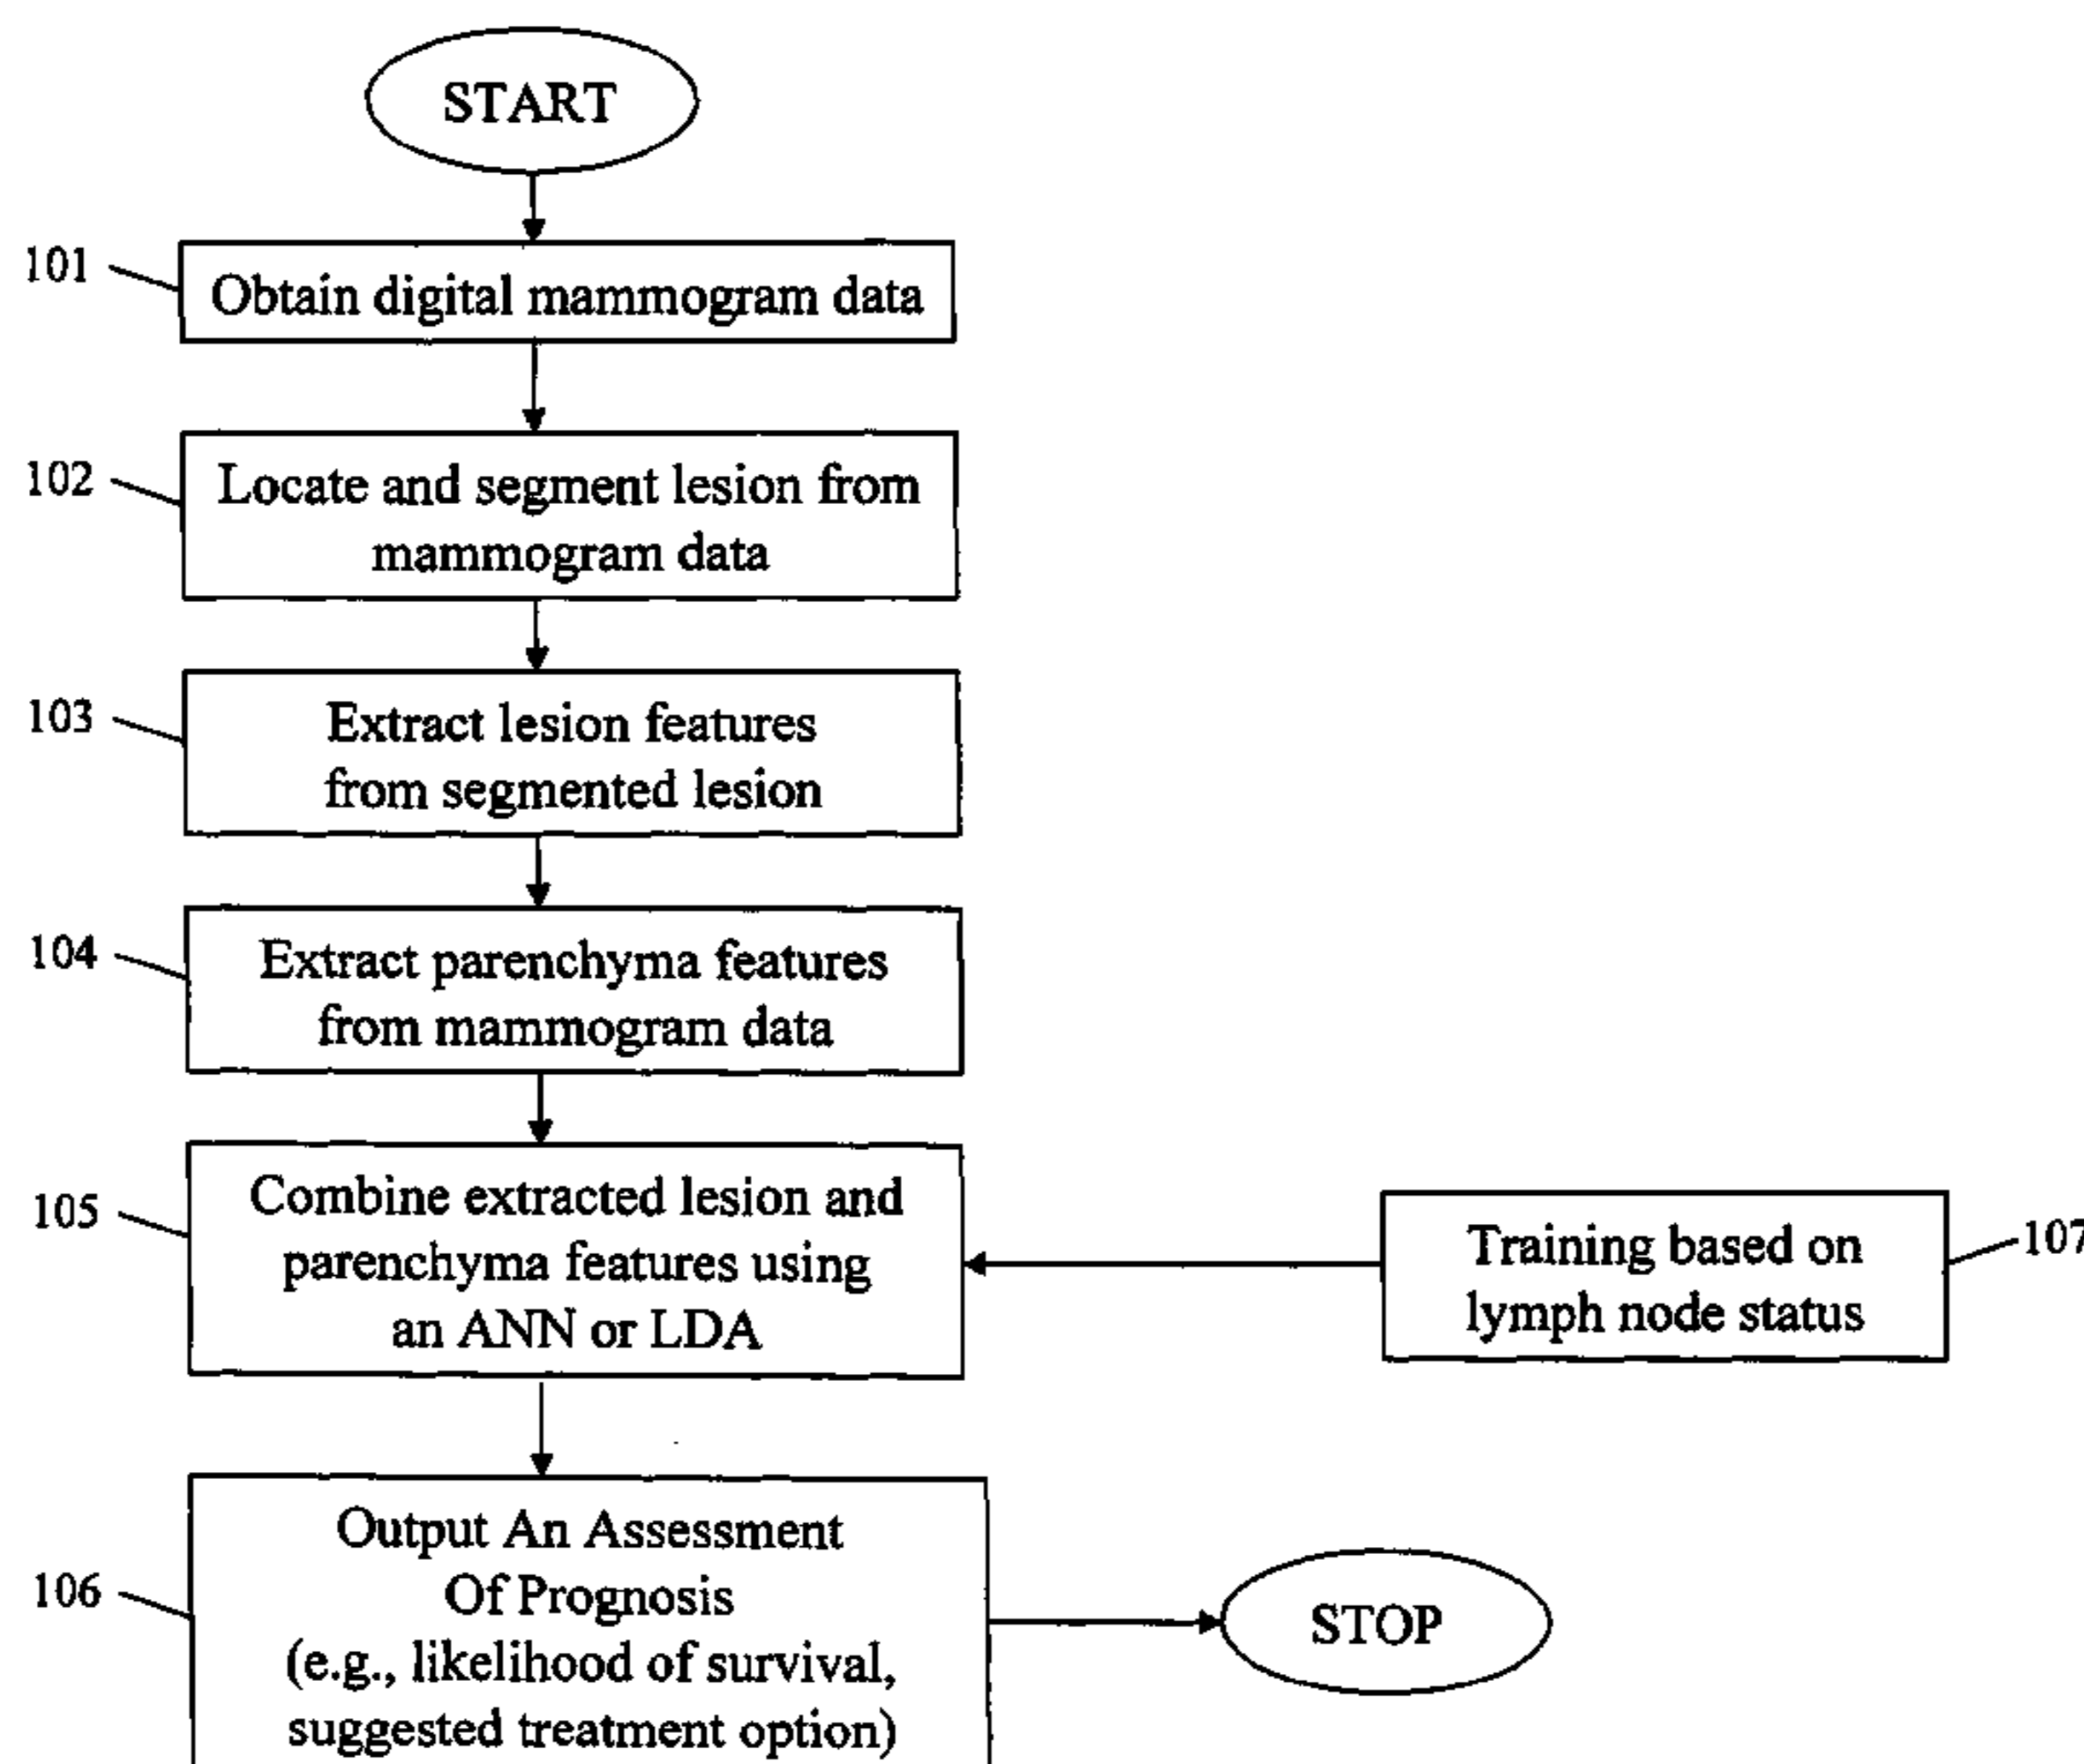 START
101
Obtain digital mammogram data
102
Locate and segment lesion from
mammogram data
103
Extract lesion features
from segmented lesion
104
Extract parenchyma features
from mammogram data
105
Combine extracted lesion and
parenchyma features using
an ANN or LDA
Training based on
lymph node status
107
106
Output An Assessment
Of Prognosis
(e.g., likelihood of survival,
suggested treatment option)
STOP